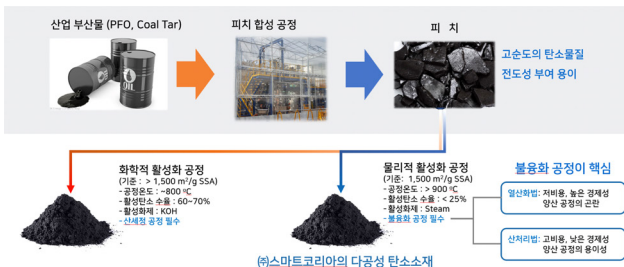 산업 부산물 (PFO, Coal Tar)
피치 합성 공정
피 치
OIL
고순도의 탄소물질
전도성 부여 용이
화학적 활성화 공정
(기준 : > 1,500 m²/g SSA)
- 공정온도 : ~800 ℃
- 활성탄소 수율 : 60~70%
- 활성화제 : KOH
- 산세정 공정 필수
물리적 활성화 공정
(기준 : 1,500 m²/g SSA)
- 공정온도 : > 900 ℃
- 활성탄소 수율 : < 25%
- 활성화제 : Steam
- 불융화 공정 필수
불융화 공정이 핵심
열산화법: 저비용, 높은 경제성
양산 공정의 곤란
산처리법: 고비용, 낮은 경제성
양산 공정의 용이성
㈜스마트코리아의 다공성 탄소소재